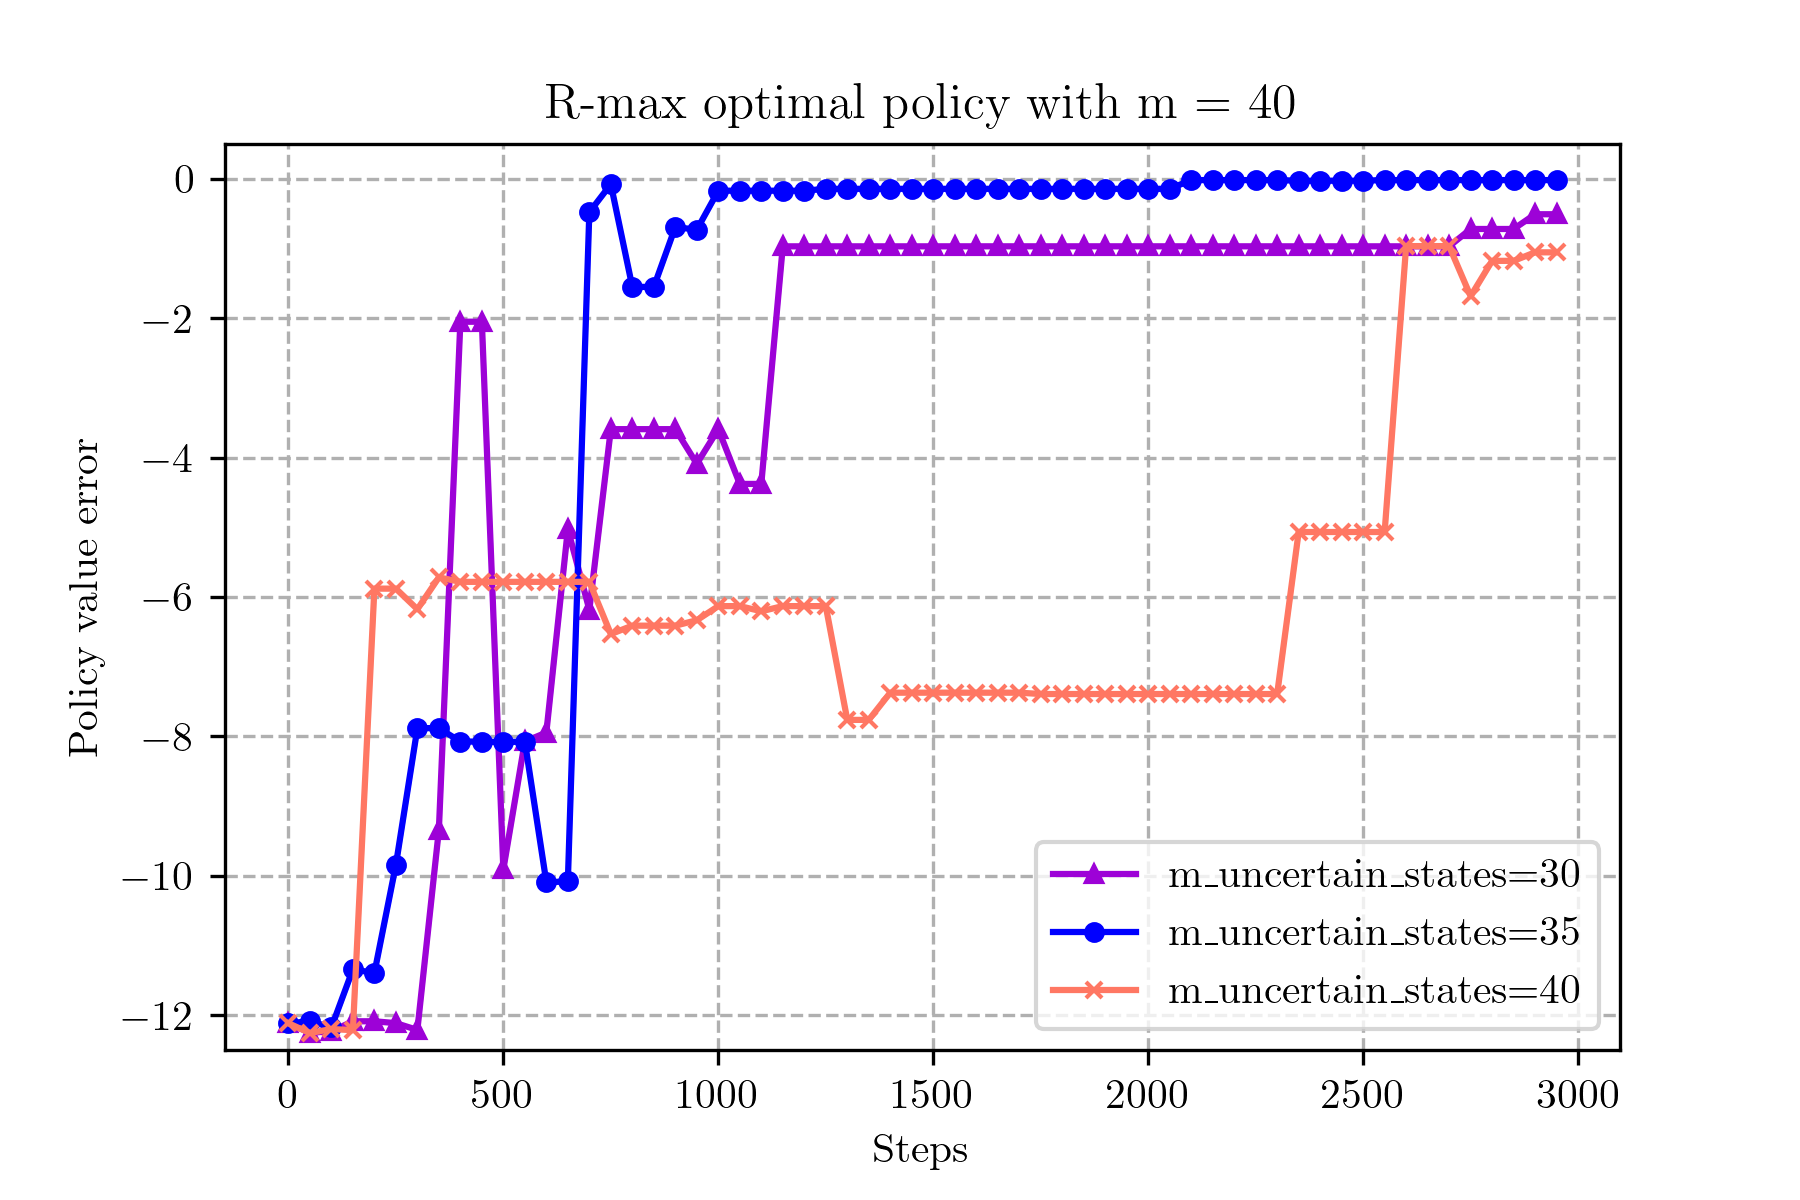 R-max optimal policy with m = 40
Policy value error
0
−2
−4
−6
−8
−10
−12
m_uncertain_states=30
m_uncertain_states=35
m_uncertain_states=40
0 500 1000 1500 2000 2500 3000
Steps